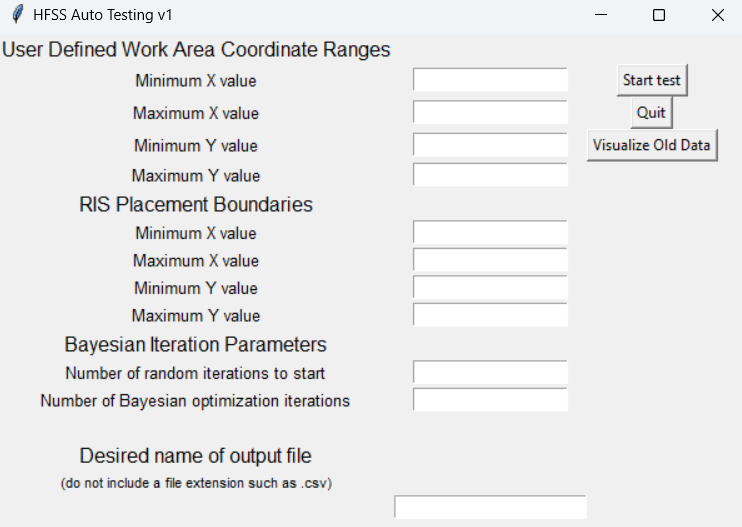 HFSS Auto Testing v1
User Defined Work Area Coordinate Ranges
Minimum X value
Start test
Maximum X value
Quit
Minimum Y value
Visualize Old Data
Maximum Y value
RIS Placement Boundaries
Minimum X value
Maximum X value
Minimum Y value
Maximum Y value
Bayesian Iteration Parameters
Number of random iterations to start
Number of Bayesian optimization iterations
Desired name of output file
(do not include a file extension such as .csv)